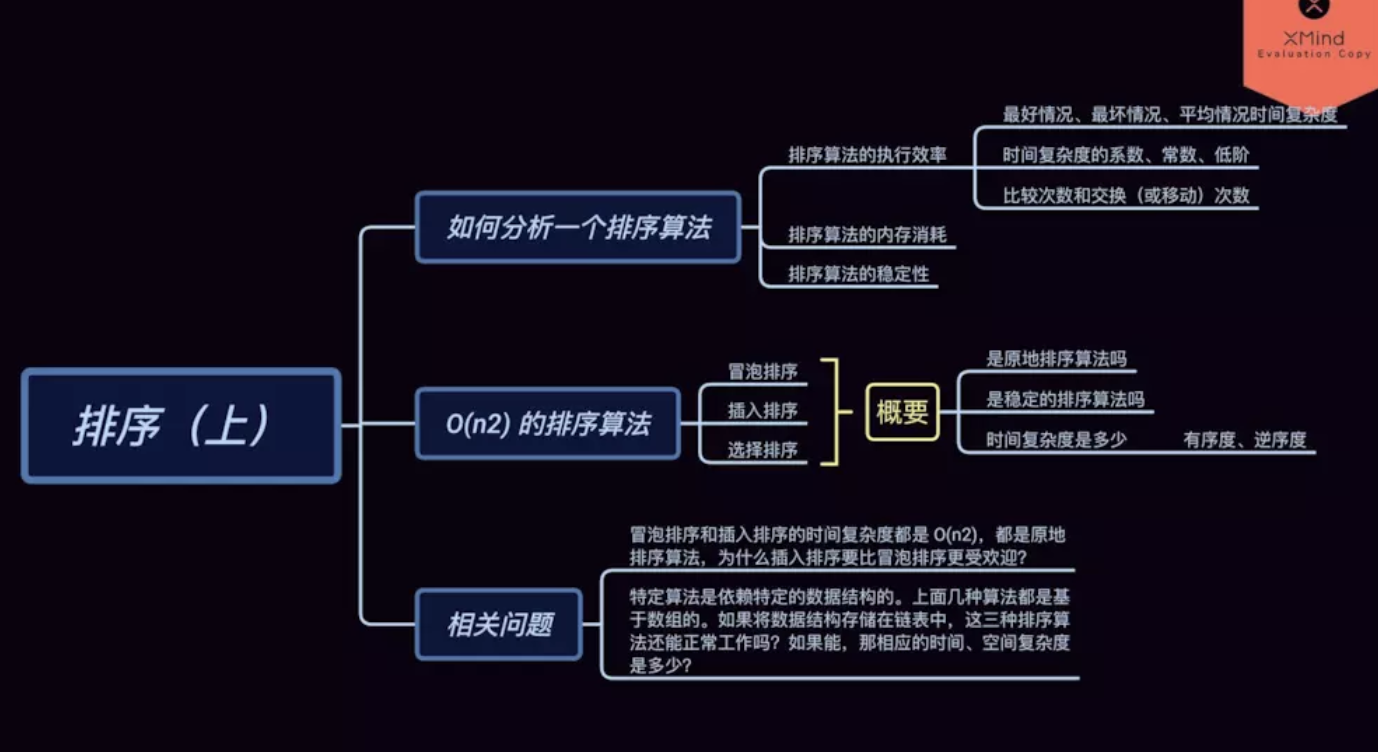 XMind
Evaluation Copy
最好情况、最坏情况、平均情况时间复杂度
排序算法的执行效率
时间复杂度的系数、常数、低阶
比较次数和交换（或移动）次数
如何分析一个排序算法
排序算法的内存消耗
排序算法的稳定性
排序（上）
O(n2) 的排序算法
冒泡排序
插入排序
选择排序
概要
是原地排序算法吗
是稳定的排序算法吗
时间复杂度是多少
有序度、逆序度
相关问题
冒泡排序和插入排序的时间复杂度都是 O(n2)，都是原地
排序算法，为什么插入排序要比冒泡排序更受欢迎？
特定算法是依赖特定的数据结构的。上面几种算法都是基
于数组的。如果将数据结构存储在链表中，这三种排序算
法还能正常工作吗？如果能，那相应的时间、空间复杂度
是多少？